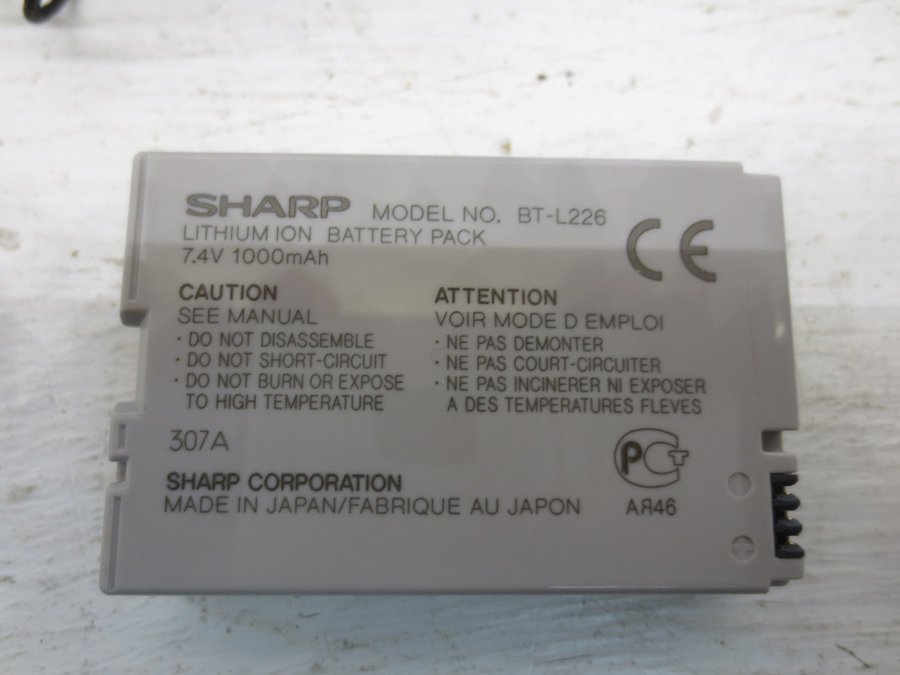 SHARP MODEL NO. BT-L226
LITHIUM ION BATTERY PACK
7.4V 1000mAh
CE
CAUTION
SEE MANUAL
· DO NOT DISASSEMBLE
· DO NOT SHORT-CIRCUIT
· DO NOT BURN OR EXPOSE
TO HIGH TEMPERATURE
ATTENTION
VOIR MODE D EMPLOI
· NE PAS DEMONTER
· NE PAS COURT-CIRCUITER
· NE PAS INCINERER NI EXPOSER
A DES TEMPERATURES FLEVES
307A
SHARP CORPORATION
MADE IN JAPAN/FABRIQUE AU JAPON
РСТ
АЯ46